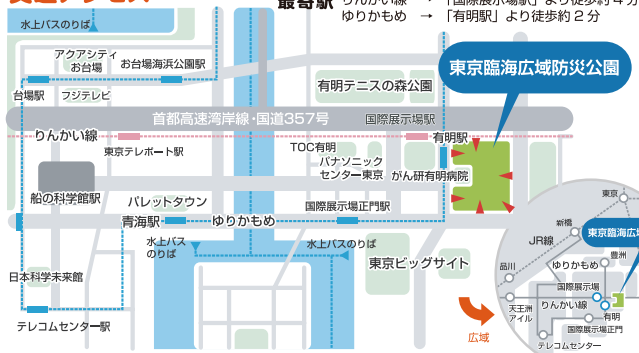 最寄駅
→ 「国際展示場駅」より徒歩約4分
ゆりかもめ → 「有明駅」より徒歩約2分
水上バスのりば
アクアシティ
お台場
お台場海浜公園駅
台場駅
フジテレビ
有明テニスの森公園
東京臨海広域防災公園
首都高速湾岸線・国道357号
国際展示場駅
りんかい線
有明駅
東京テレポート駅
TOC有明
パナソニック
センター東京
がん研有明病院
船の科学館駅
パレットタウン
国際展示場正門駅
青海駅
ゆりかもめ
水上バス
のりば
水上バスのりば
東京ビッグサイト
日本科学未来館
テレコムセンター駅
広域
東京
新橋
東京臨海広
JR線
豊洲
品川
ゆりかもめ
国際展示場
天王洲
アイル
りんかい線
有明
国際展示場正門
テレコムセンター